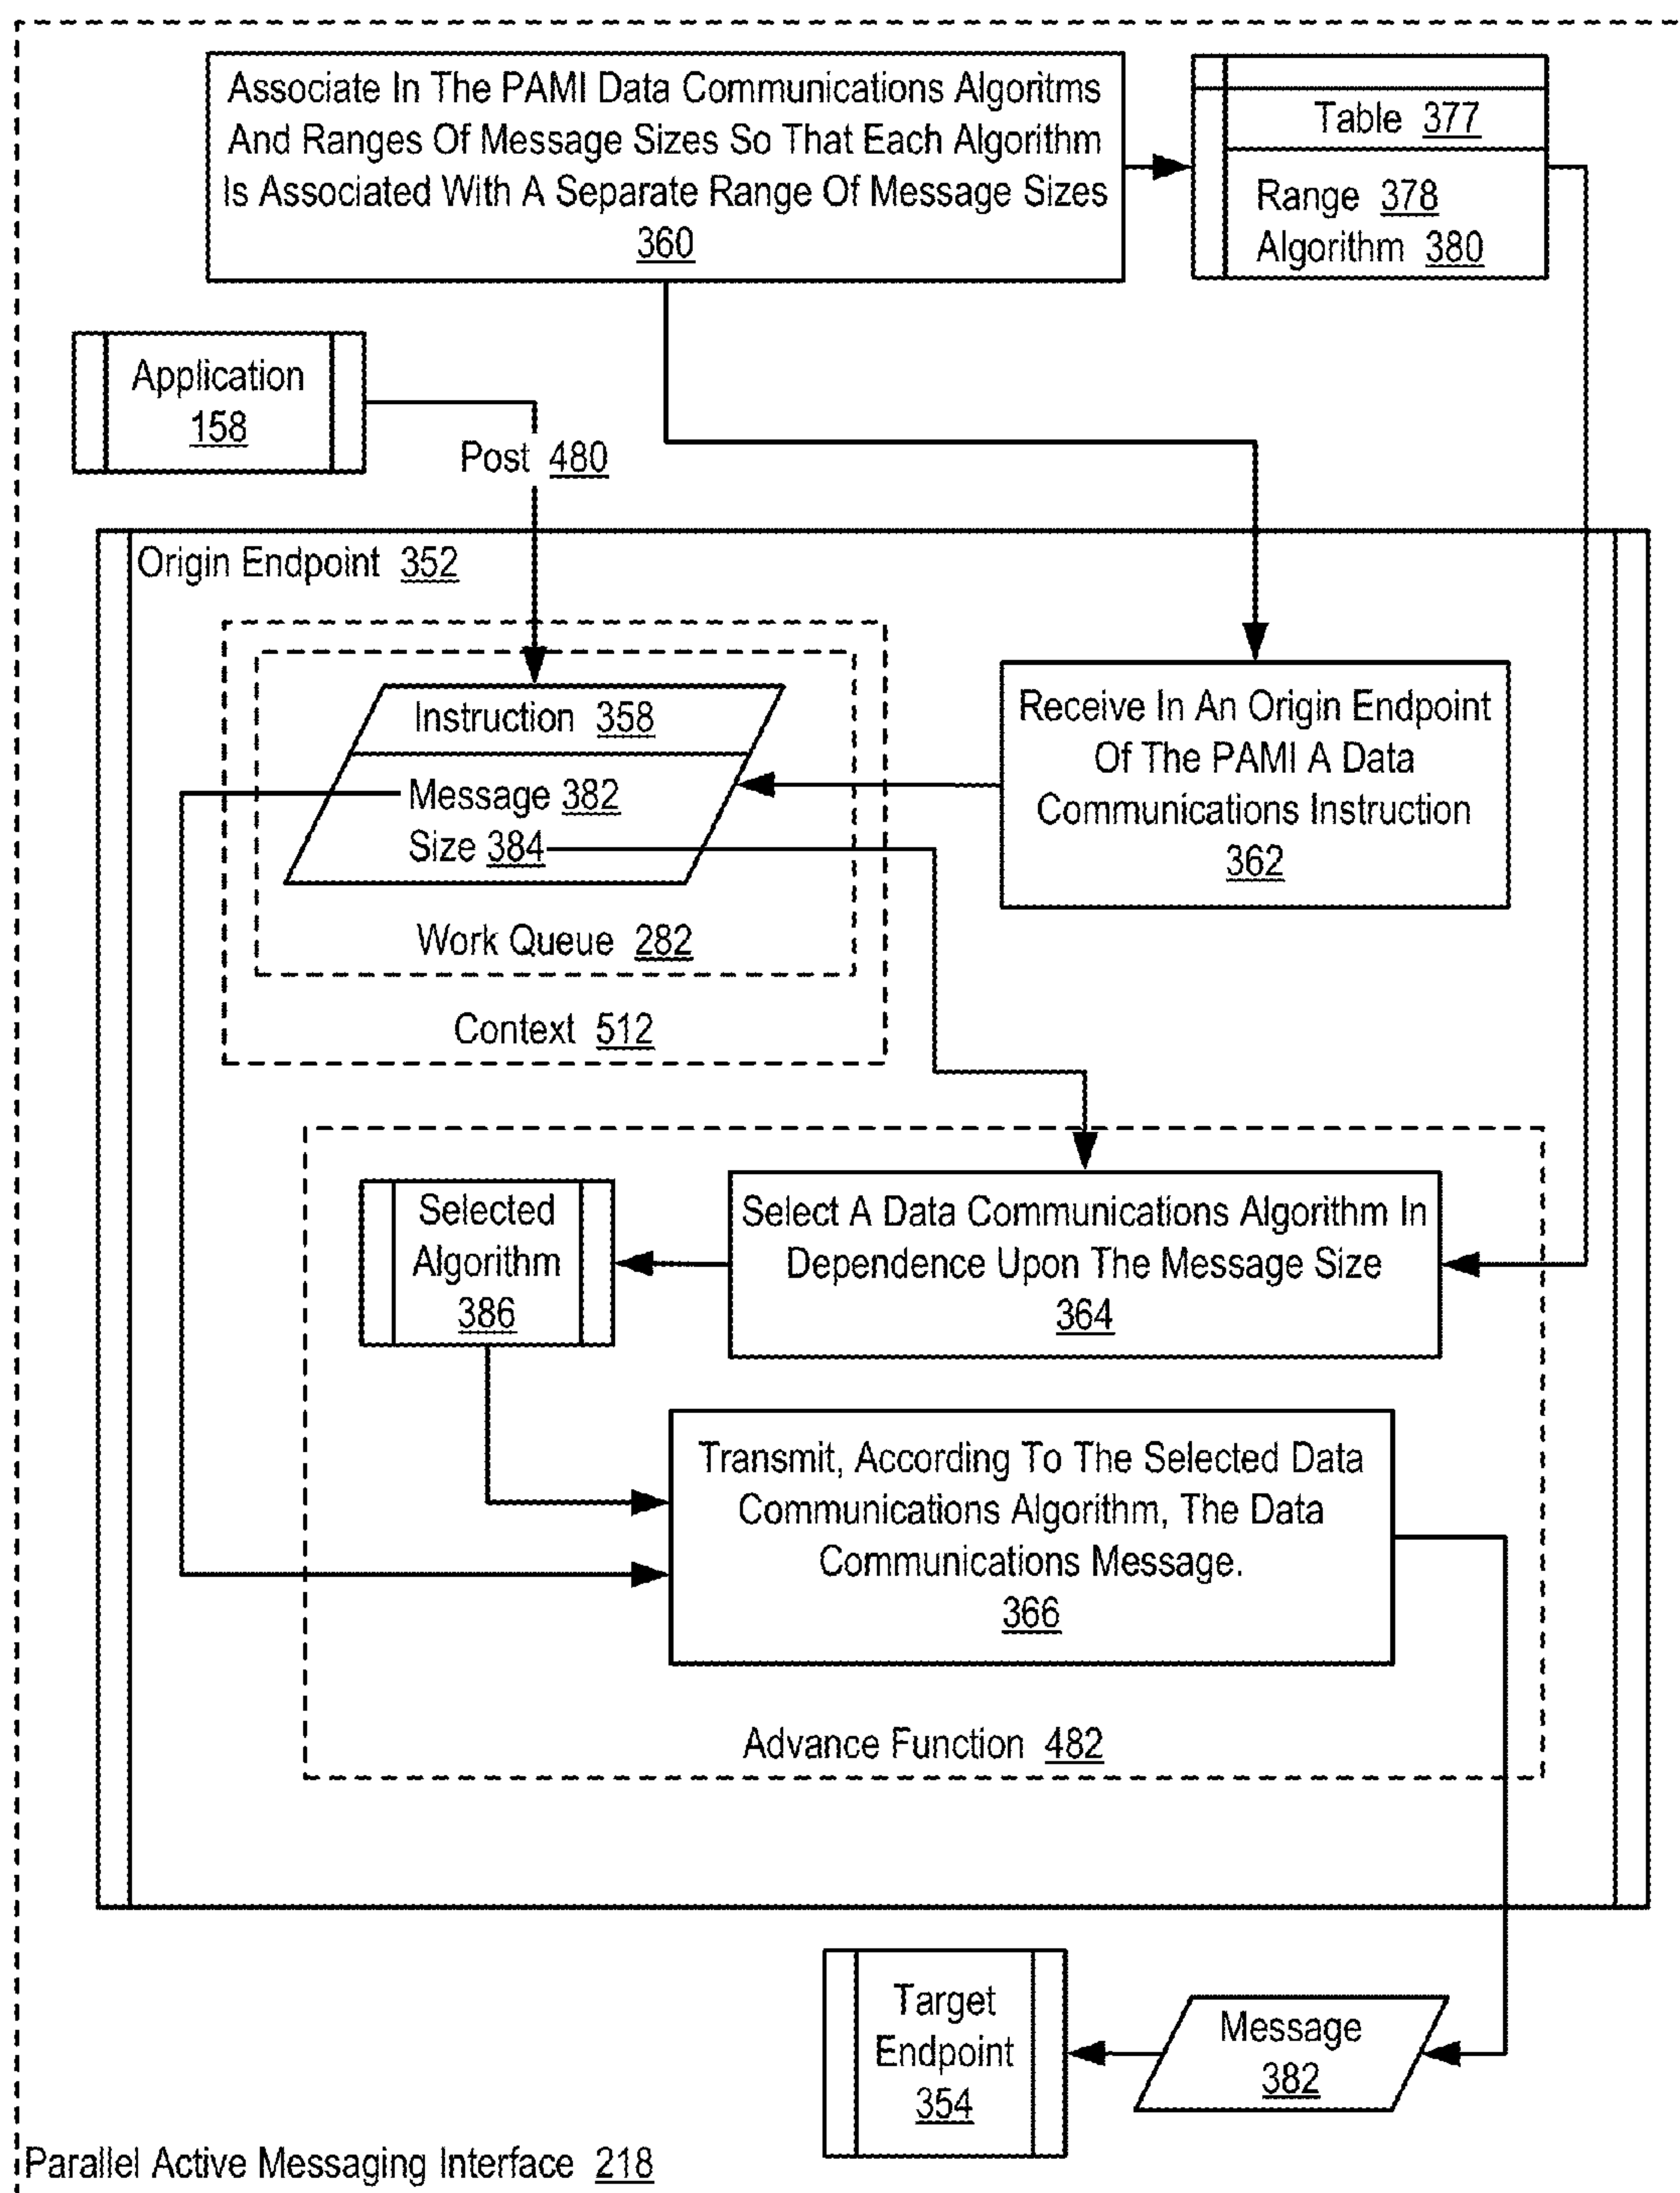 Associate In The PAMI Data Communications Algoritms
And Ranges Of Message Sizes So That Each Algorithm
Is Associated With A Separate Range Of Message Sizes
360
Table 377
Range 378
Algorithm 380
Application
158
Post 480
Origin Endpoint 352
Instruction 358
Message 382
Size 384
Work Queue 282
Context 512
Receive In An Origin Endpoint
Of The PAMI A Data
Communications Instruction
362
Selected
Algorithm
386
Select A Data Communications Algorithm In
Dependence Upon The Message Size
364
Transmit, According To The Selected Data
Communications Algorithm, The Data
Communications Message.
366
Advance Function 482
Target
Endpoint
354
Message
382
Parallel Active Messaging Interface 218